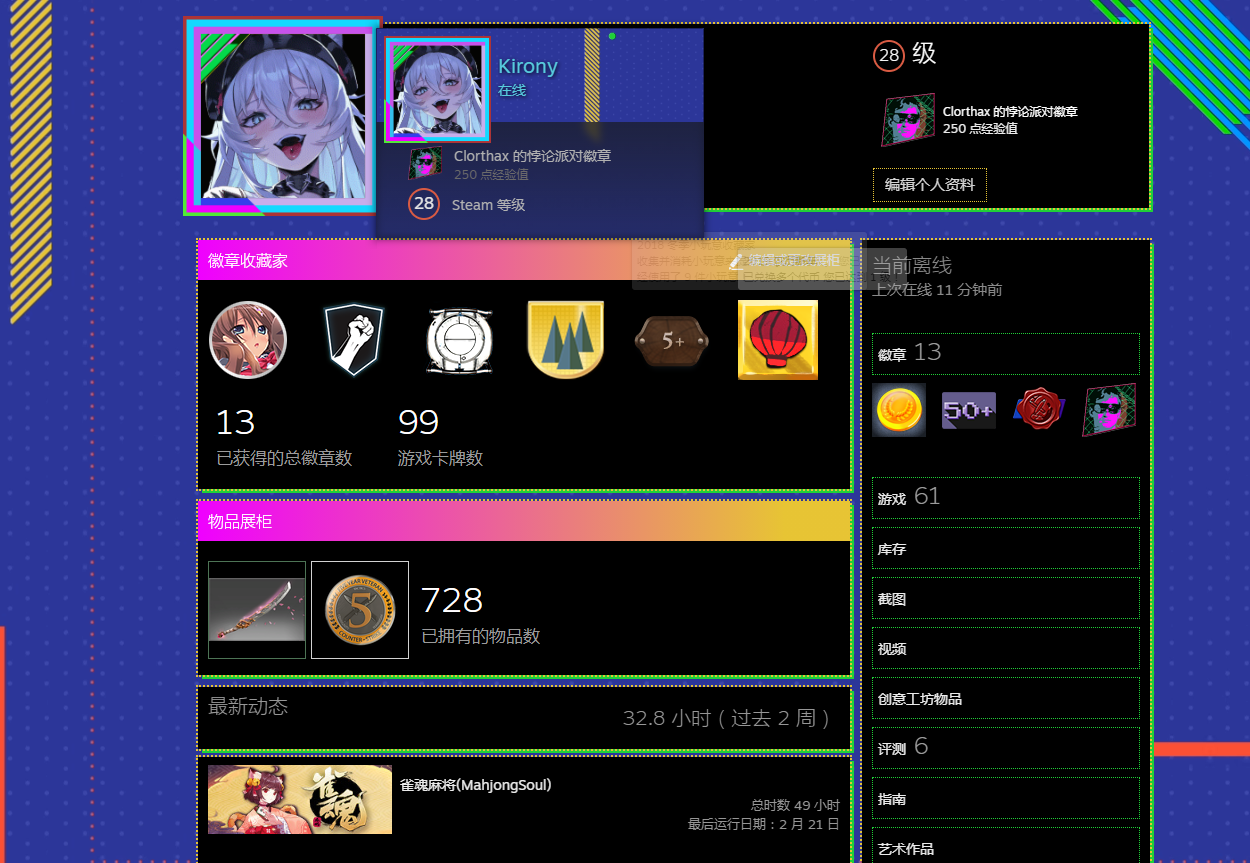 Kirony
在线
Clorthax 的悖论派对徽章
250 点经验值
28
Steam 等级
28 级
Clorthax 的悖论派对徽章
250 点经验值
编辑个人资料
徽章收藏家
5+
13
已获得的总徽章数
99
游戏卡牌数
物品展柜
5
COUNTER-STRIKE
728
已拥有的物品数
最新动态
32.8 小时 ( 过去 2 周 )
雀魂
雀魂麻将(MahjongSoul)
总时数 49 小时
最后运行日期：2 月 21 日
当前离线
上次在线 11 分钟前
徽章 13
50+
游戏 61
库存
截图
视频
创意工坊物品
评测 6
指南
艺术作品